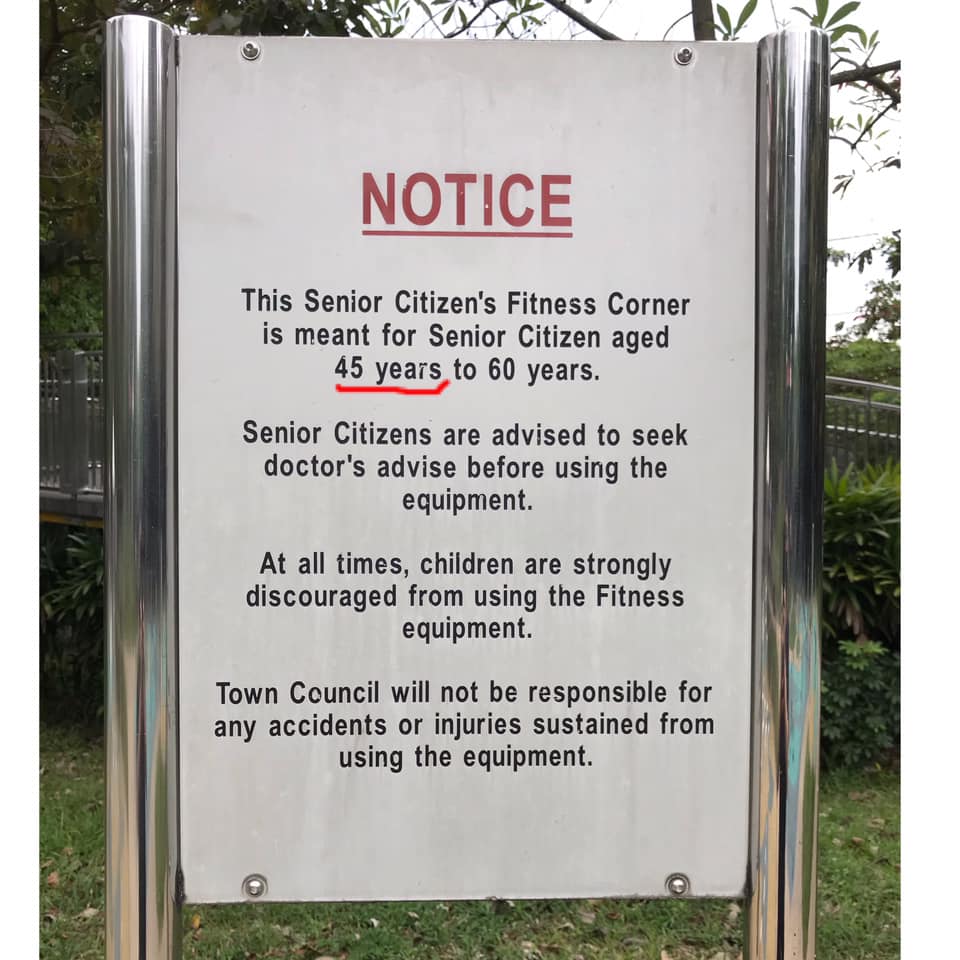 NOTICE
This Senior Citizen's Fitness Corner
is meant for Senior Citizen aged
45 years to 60 years.
Senior Citizens are advised to seek
doctor's advise before using the
equipment.
At all times, children are strongly
discouraged from using the Fitness
equipment.
Town Council will not be responsible for
any accidents or injuries sustained from
using the equipment.